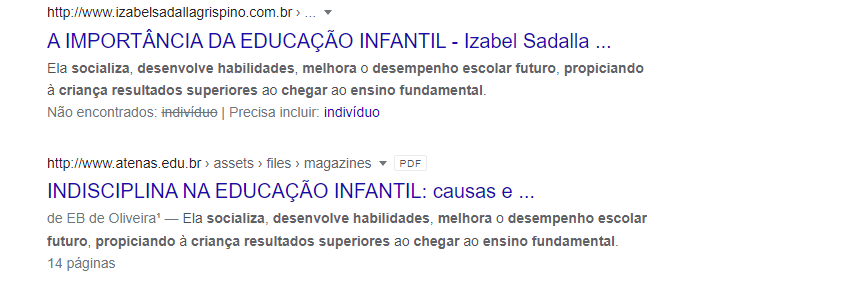 http://www.izabelsadallagrispino.com.br › ...
A IMPORTÂNCIA DA EDUCAÇÃO INFANTIL - Izabel Sadalla ...
Ela socializa, desenvolve habilidades, melhora o desempenho escolar futuro, propiciando
à criança resultados superiores ao chegar ao ensino fundamental.
Não encontrados: indivíduo | Precisa incluir: indivíduo
http://www.atenas.edu.br › assets › files › magazines PDF
INDISCIPLINA NA EDUCAÇÃO INFANTIL: causas e ...
de EB de Oliveira¹ — Ela socializa, desenvolve habilidades, melhora o desempenho escolar
futuro, propiciando à criança resultados superiores ao chegar ao ensino fundamental.
14 páginas